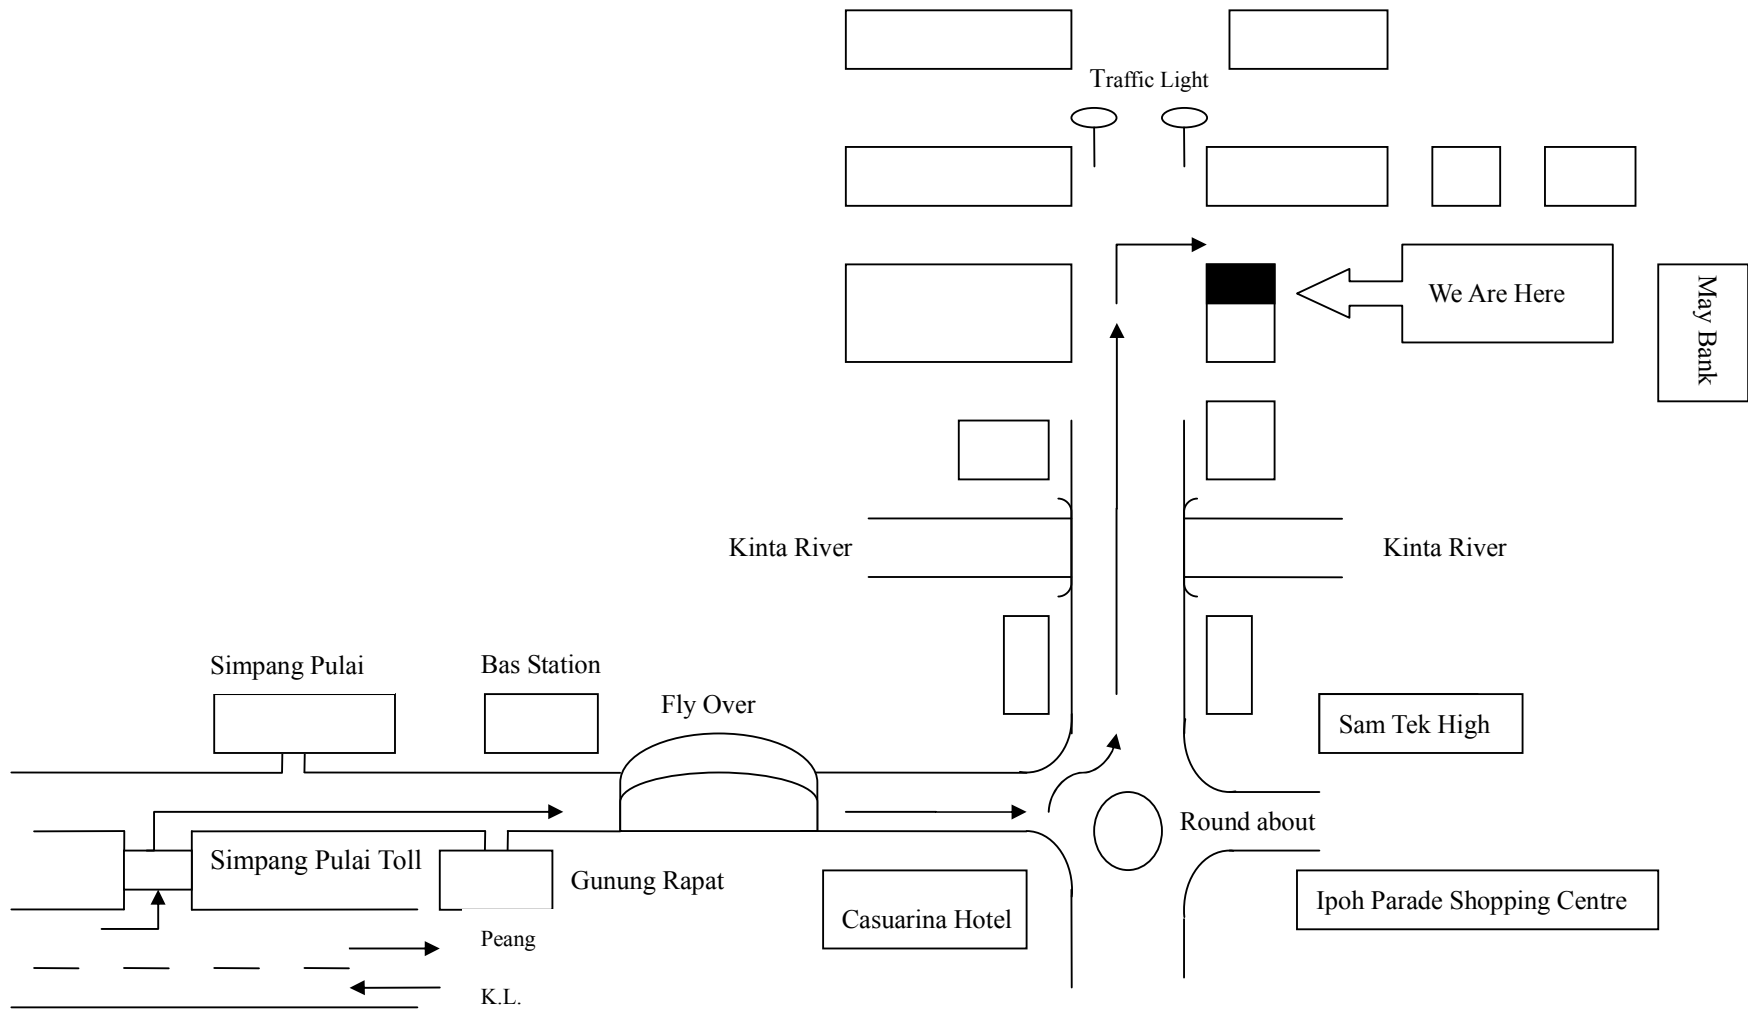 Traffic Light
We Are Here
May Bank
Kinta River
Kinta River
Simpang Pulai
Bas Station
Fly Over
Sam Tek High
Round about
Simpang Pulai Toll
Gunung Rapat
Casuarina Hotel
Ipoh Parade Shopping Centre
Peang
K.L.